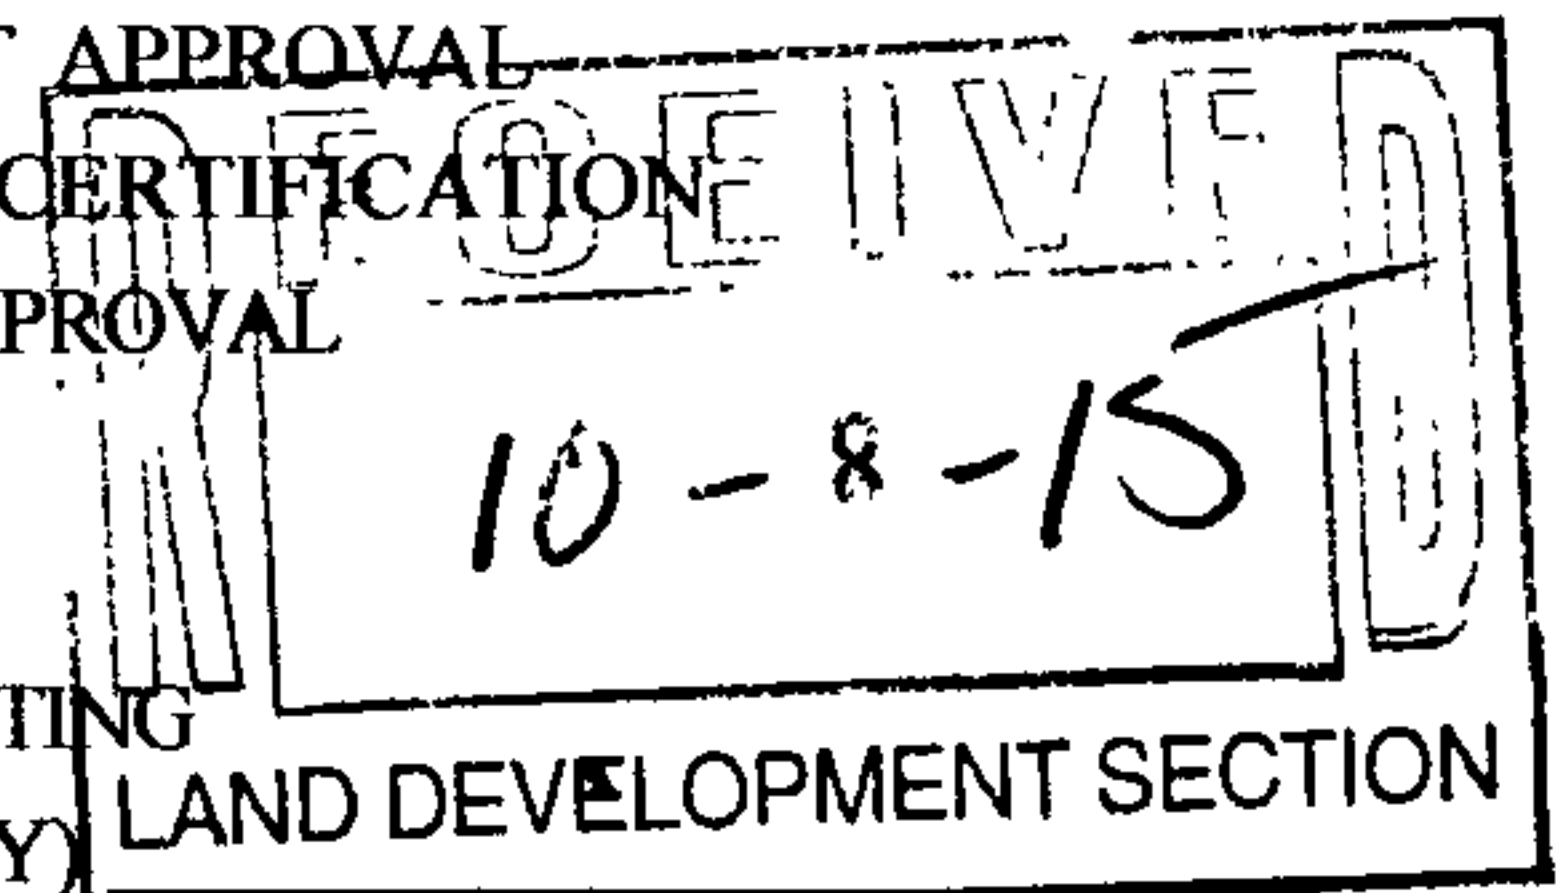 APPROVAL
RECEIVED
CERTIFICATION
PROVAL
10-8-15
TING
LAND DEVELOPMENT SECTION
Y)